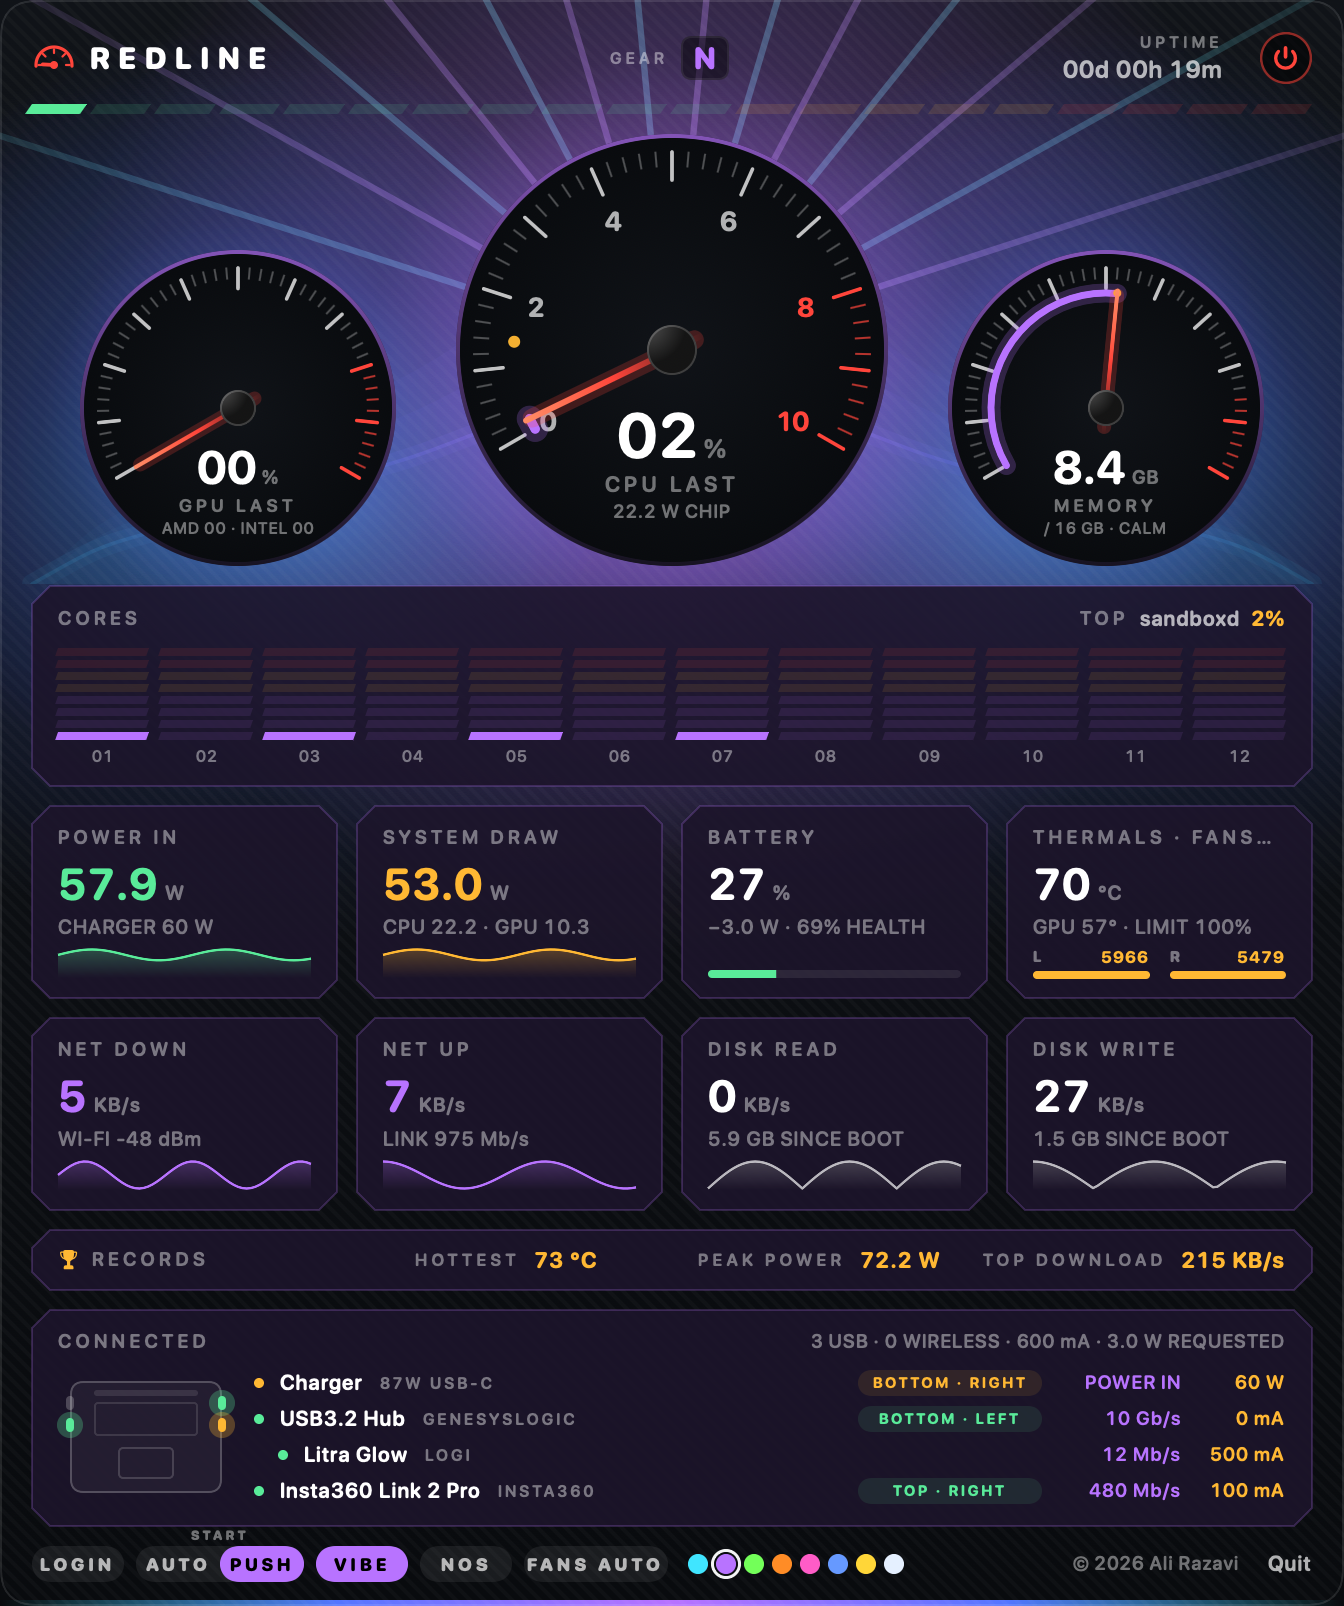 REDLINE
GEAR N
UPTIME
00d 00h 19m
4 6
2 8
0 10
02 %
CPU LAST
22.2 W CHIP
00 %
GPU LAST
AMD 00 · INTEL 00
8.4 GB
MEMORY
/ 16 GB · CALM
CORES TOP sandboxd 2%
01 02 03 04 05 06 07 08 09 10 11 12
POWER IN
57.9 W
CHARGER 60 W
SYSTEM DRAW
53.0 W
CPU 22.2 · GPU 10.3
BATTERY
27 %
−3.0 W · 69% HEALTH
THERMALS · FANS...
70 °C
GPU 57° · LIMIT 100%
L 5966 R 5479
NET DOWN
5 KB/s
WI-FI -48 dBm
NET UP
7 KB/s
LINK 975 Mb/s
DISK READ
0 KB/s
5.9 GB SINCE BOOT
DISK WRITE
27 KB/s
1.5 GB SINCE BOOT
RECORDS HOTTEST 73 °C PEAK POWER 72.2 W TOP DOWNLOAD 215 KB/s
CONNECTED 3 USB · 0 WIRELESS · 600 mA · 3.0 W REQUESTED
Charger 87W USB-C BOTTOM · RIGHT POWER IN 60 W
USB3.2 Hub GENESYSLOGIC BOTTOM · LEFT 10 Gb/s 0 mA
Litra Glow LOGI 12 Mb/s 500 mA
Insta360 Link 2 Pro INSTA360 TOP · RIGHT 480 Mb/s 100 mA
START
LOGIN AUTO PUSH VIBE NOS FANS AUTO © 2026 Ali Razavi Quit